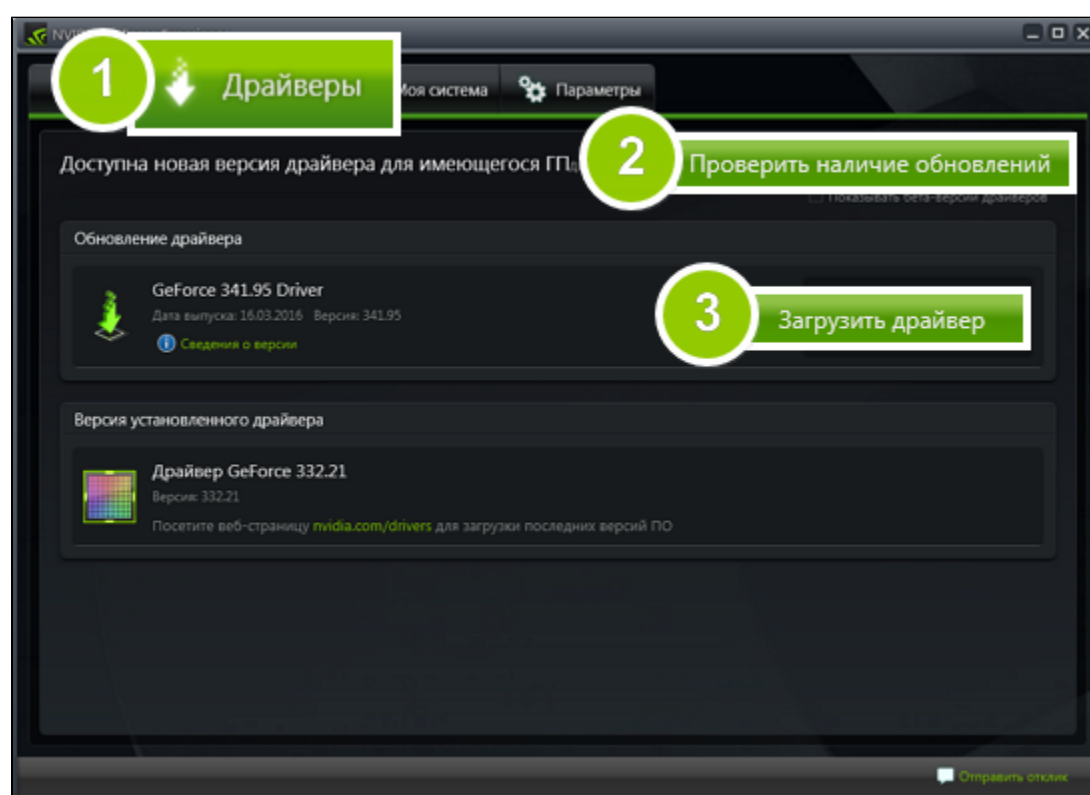 1
Драйверы
Моя система
Параметры
Доступна новая версия драйвера для имеющегося ГП
2
Проверить наличие обновлений
Показывать бета-версии драйверов
Обновление драйвера
GeForce 341.95 Driver
Дата выпуска: 16.03.2016 Версия: 341.95
Сведения о версии
3
Загрузить драйвер
Версия установленного драйвера
Драйвер GeForce 332.21
Версия: 332.21
Посетите веб-страницу nvidia.com/drivers для загрузки последних версий ПО
Отправить отклик